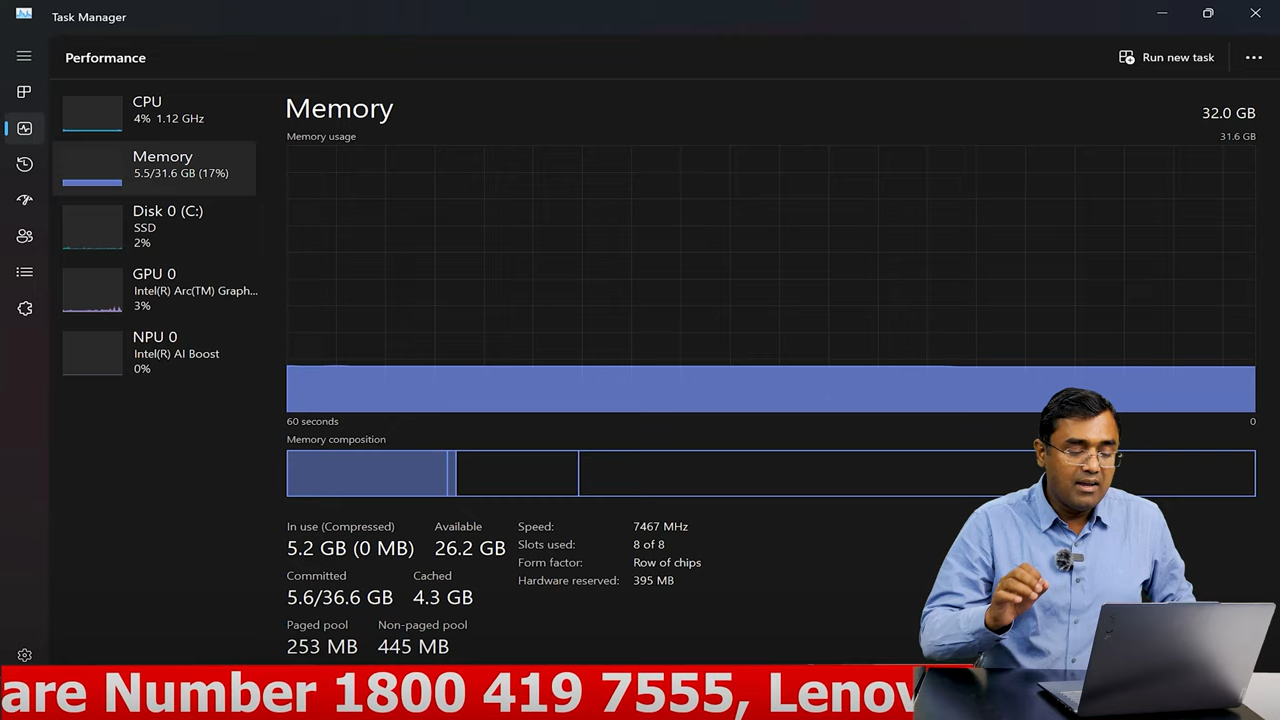 Task Manager
Performance
Run new task
CPU
4% 1.12 GHz
Memory
5.5/31.6 GB (17%)
Disk 0 (C:)
SSD
2%
GPU 0
Intel(R) Arc(TM) Graph...
3%
NPU 0
Intel(R) AI Boost
0%
Memory
32.0 GB
Memory usage
31.6 GB
60 seconds
0
Memory composition
In use (Compressed)
5.2 GB (0 MB)
Available
26.2 GB
Committed
5.6/36.6 GB
Cached
4.3 GB
Paged pool
253 MB
Non-paged pool
445 MB
Speed: 7467 MHz
Slots used: 8 of 8
Form factor: Row of chips
Hardware reserved: 395 MB
are Number 1800 419 7555, Lenov